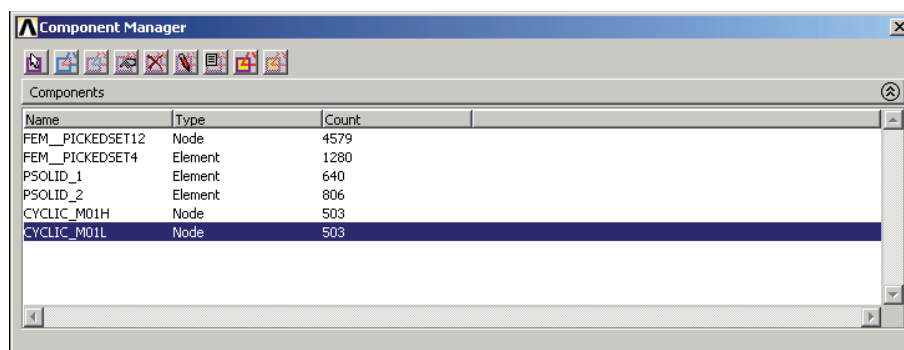 Component Manager
Components
Name Type Count
FEM__PICKEDSET12 Node 4579
FEM__PICKEDSET4 Element 1280
PSOLID_1 Element 640
PSOLID_2 Element 806
CYCLIC_M01H Node 503
CYCLIC_M01L Node 503